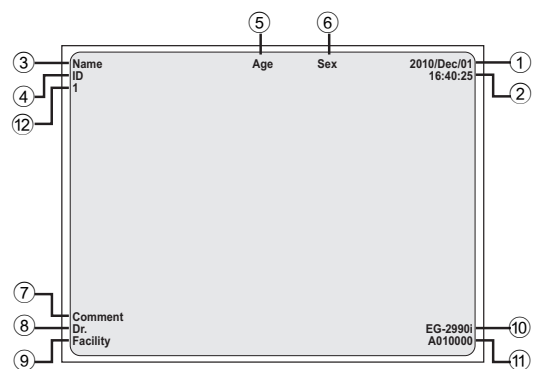 ⑤ ⑥
③ Name Age Sex 2010/Dec/01 ①
④ ID 16:40:25 ②
⑫ 1
⑦ Comment
⑧ Dr. EG-2990i ⑩
⑨ Facility A010000 ⑪